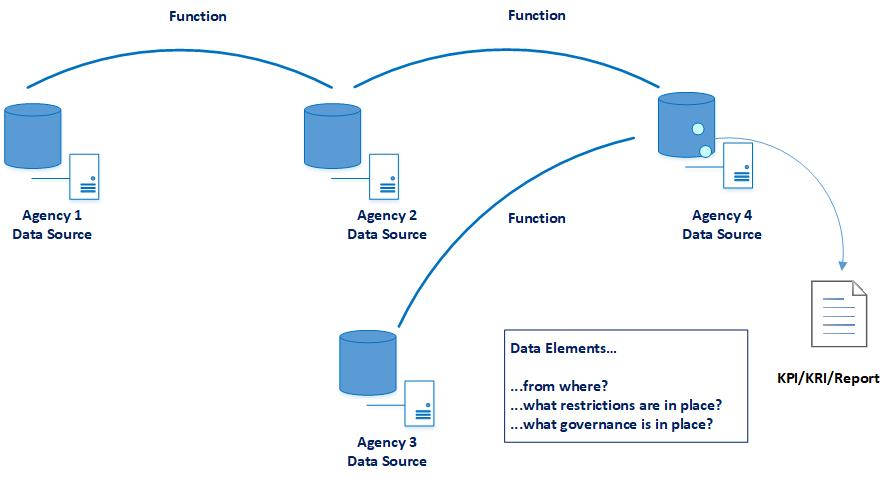 Function
Function
Agency 1
Data Source
Agency 2
Data Source
Function
Agency 4
Data Source
Data Elements...
...from where?
...what restrictions are in place?
...what governance is in place?
KPI/KRI/Report
Agency 3
Data Source